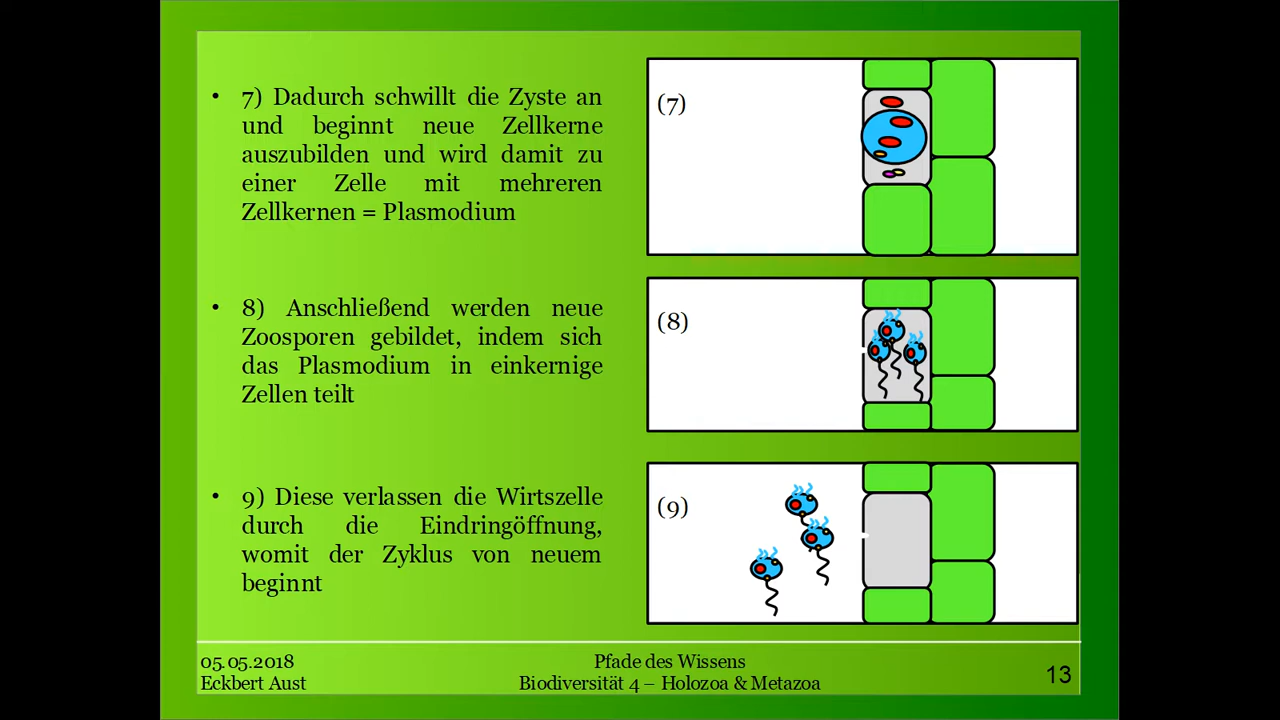 • 7) Dadurch schwillt die Zyste an
und beginnt neue Zellkerne
auszubilden und wird damit zu
einer Zelle mit mehreren
Zellkernen = Plasmodium
(7)
• 8) Anschließend werden neue
Zoosporen gebildet, indem sich
das Plasmodium in einkernige
Zellen teilt
(8)
• 9) Diese verlassen die Wirtszelle
durch die Eindringöffnung,
womit der Zyklus von neuem
beginnt
(9)
05.05.2018
Eckbert Aust
Pfade des Wissens
Biodiversität 4 – Holozoa & Metazoa
13